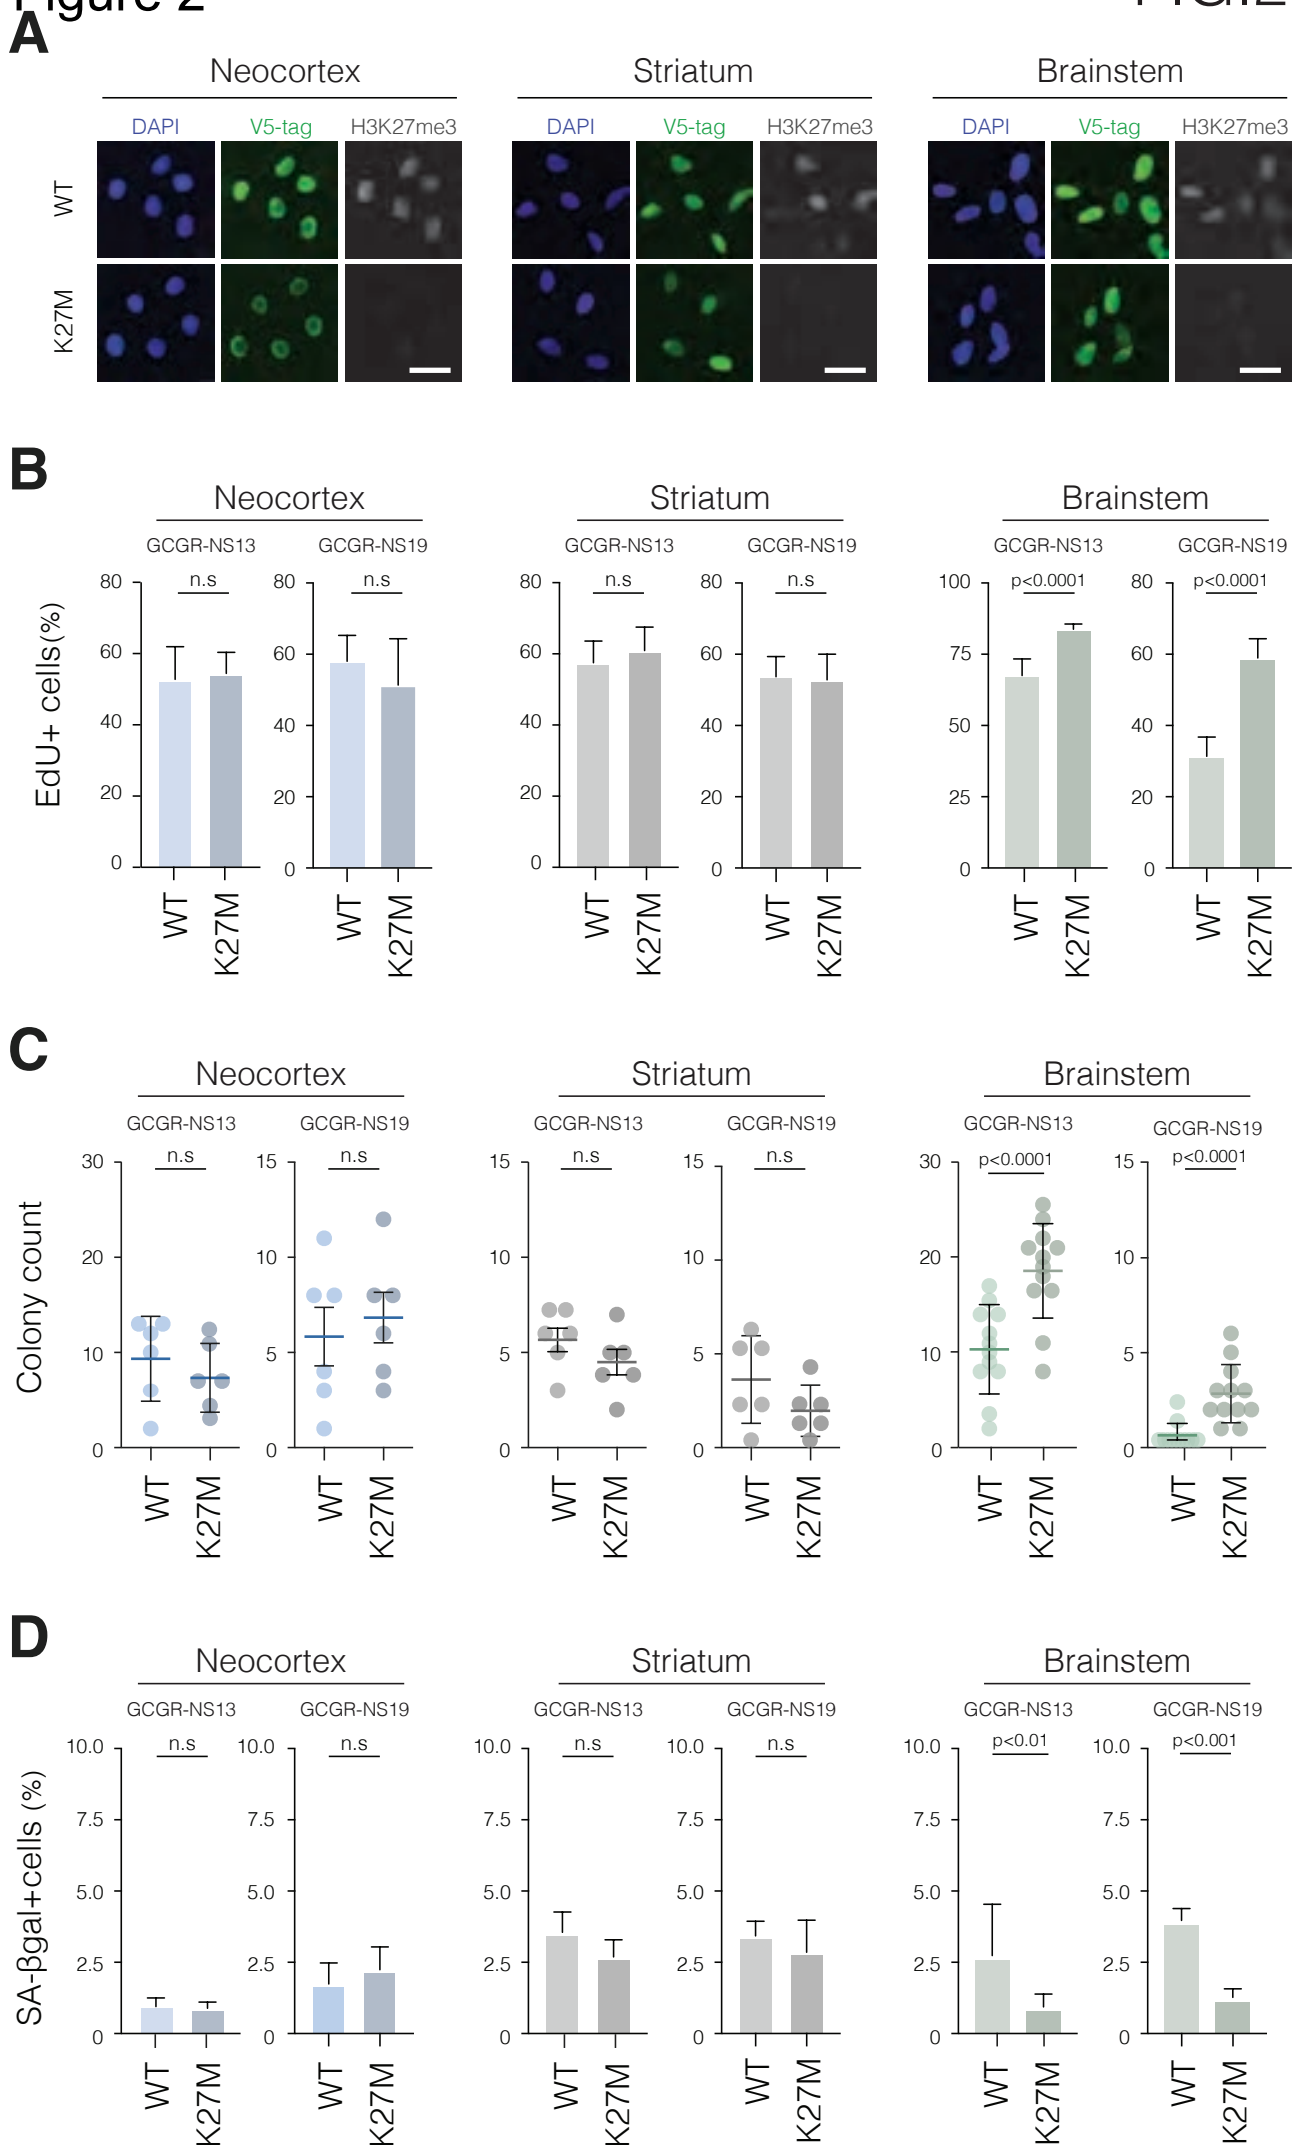 Figure 2
A
Neocortex Striatum Brainstem
DAPI V5-tag H3K27me3 DAPI V5-tag H3K27me3 DAPI V5-tag H3K27me3
WT
K27M
B
Neocortex Striatum Brainstem
GCGR-NS13 GCGR-NS19 GCGR-NS13 GCGR-NS19 GCGR-NS13 GCGR-NS19
EdU+ cells(%)
80 n.s 80 n.s 80 n.s 80 n.s 100 p<0.0001 80 p<0.0001
60 60 60 60 75 60
40 40 40 40 50 40
20 20 20 20 25 20
0 0 0 0 0 0
WT K27M WT K27M WT K27M WT K27M WT K27M WT K27M
C
Neocortex Striatum Brainstem
GCGR-NS13 GCGR-NS19 GCGR-NS13 GCGR-NS19 GCGR-NS13 GCGR-NS19
Colony count
30 n.s 15 n.s 15 n.s 15 n.s 30 p<0.0001 15 p<0.0001
20 10 10 10 20 10
10 5 5 5 10 5
0 0 0 0 0 0
WT K27M WT K27M WT K27M WT K27M WT K27M WT K27M
D
Neocortex Striatum Brainstem
GCGR-NS13 GCGR-NS19 GCGR-NS13 GCGR-NS19 GCGR-NS13 GCGR-NS19
SA-βgal+cells (%)
10.0 n.s 10.0 n.s 10.0 n.s 10.0 n.s 10.0 p<0.01 10.0 p<0.001
7.5 7.5 7.5 7.5 7.5 7.5
5.0 5.0 5.0 5.0 5.0 5.0
2.5 2.5 2.5 2.5 2.5 2.5
0 0 0 0 0 0
WT K27M WT K27M WT K27M WT K27M WT K27M WT K27M